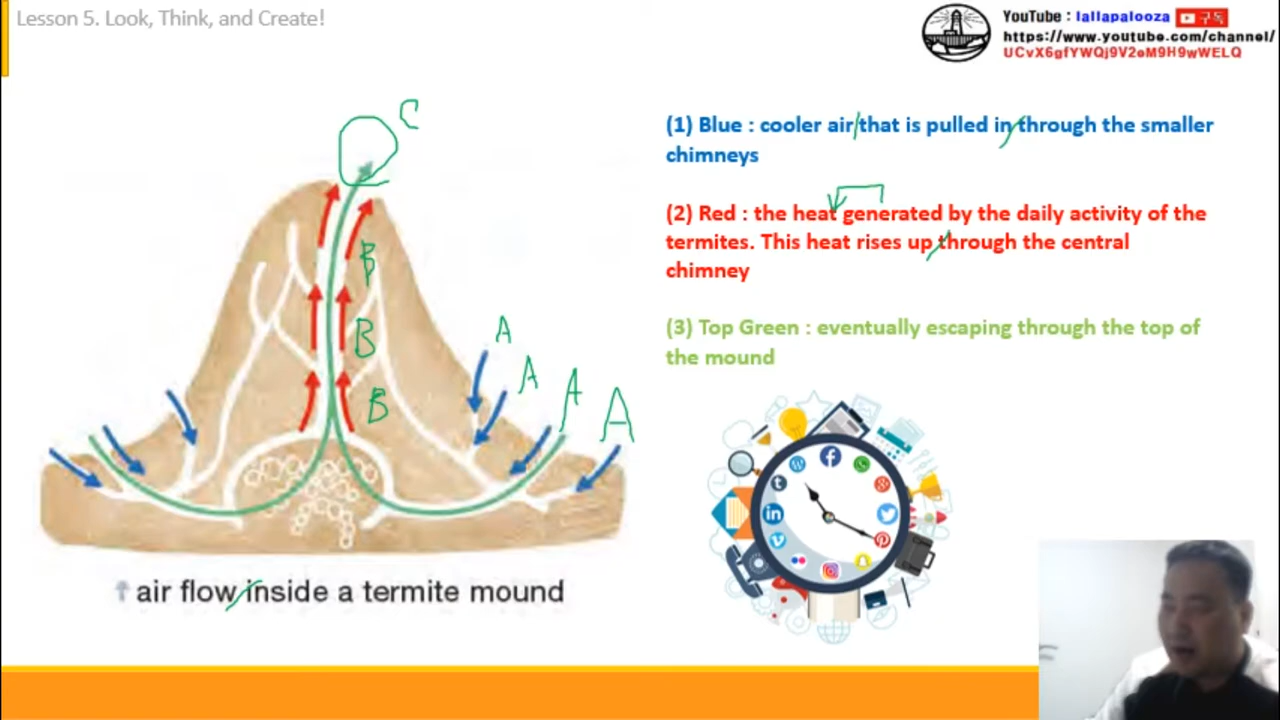 Lesson 5. Look, Think, and Create!
YouTube : lallapalooza 구독
https://www.youtube.com/channel/
UCvX6gfYWQj9V2eM9H9wWELQ
C
B
B
B
A
A
A
A
air flow inside a termite mound
(1) Blue : cooler air that is pulled in through the smaller
chimneys
(2) Red : the heat generated by the daily activity of the
termites. This heat rises up through the central
chimney
(3) Top Green : eventually escaping through the top of
the mound